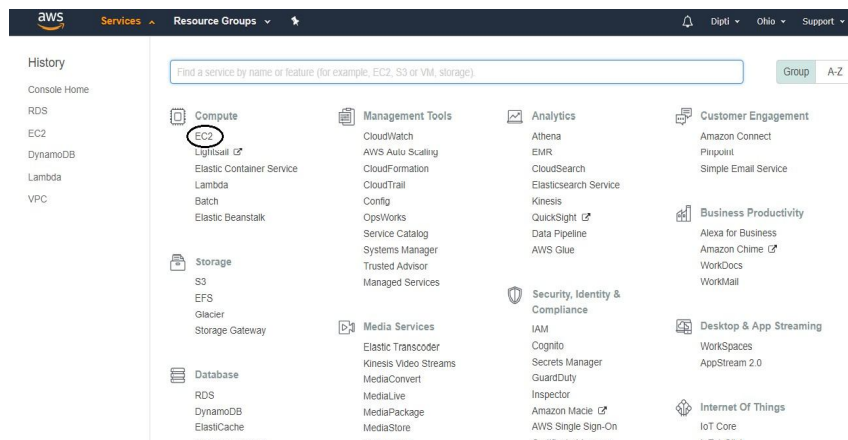 aws
Services
Resource Groups
Dipti
Ohio
Support
History
Console Home
RDS
EC2
DynamoDB
Lambda
VPC
Find a service by name or feature (for example, EC2, S3 or VM, storage).
Group
A-Z
Compute
EC2
Lightsail
Elastic Container Service
Lambda
Batch
Elastic Beanstalk
Storage
S3
EFS
Glacier
Storage Gateway
Database
RDS
DynamoDB
ElastiCache
Management Tools
CloudWatch
AWS Auto Scaling
CloudFormation
CloudTrail
Config
OpsWorks
Service Catalog
Systems Manager
Trusted Advisor
Managed Services
Media Services
Elastic Transcoder
Kinesis Video Streams
MediaConvert
MediaLive
MediaPackage
MediaStore
Analytics
Athena
EMR
CloudSearch
Elasticsearch Service
Kinesis
QuickSight
Data Pipeline
AWS Glue
Security, Identity &
Compliance
IAM
Cognito
Secrets Manager
GuardDuty
Inspector
Amazon Macie
AWS Single Sign-On
Customer Engagement
Amazon Connect
Pinpoint
Simple Email Service
Business Productivity
Alexa for Business
Amazon Chime
WorkDocs
WorkMail
Desktop & App Streaming
WorkSpaces
AppStream 2.0
Internet Of Things
IoT Core